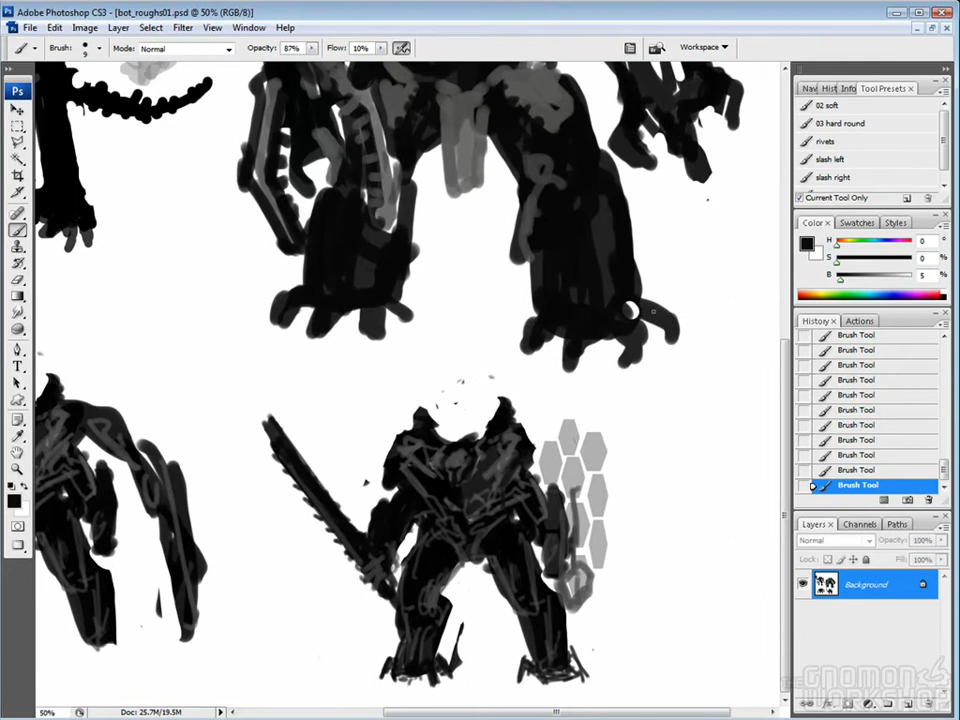 Adobe Photoshop CS3 - [bot_roughs01.psd @ 50% (RGB/8)]
File Edit Image Layer Select Filter View Window Help
Brush: 9 Mode: Normal Opacity: 87% Flow: 10% Workspace
Ps
Nav Hist Info Tool Presets
02 soft
03 hard round
rivets
slash left
slash right
Current Tool Only
Color Swatches Styles
H 0 °
S 0 %
B 5 %
History Actions
Brush Tool
Brush Tool
Brush Tool
Brush Tool
Brush Tool
Brush Tool
Brush Tool
Brush Tool
Brush Tool
Brush Tool
Brush Tool
Layers Channels Paths
Normal Opacity: 100%
Lock: Fill: 100%
Background
THE GNOMON WORKSHOP
50% Doc: 25.7M/19.5M